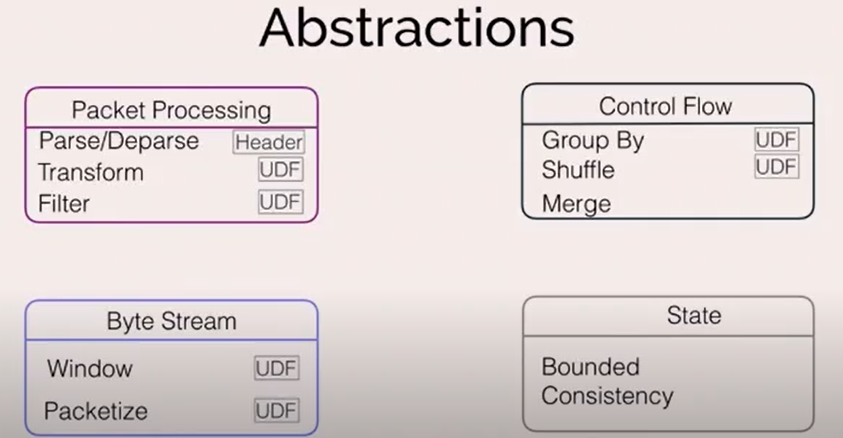 Abstractions
Packet Processing
Parse/Deparse Header
Transform UDF
Filter UDF
Control Flow
Group By UDF
Shuffle UDF
Merge
Byte Stream
Window UDF
Packetize UDF
State
Bounded
Consistency